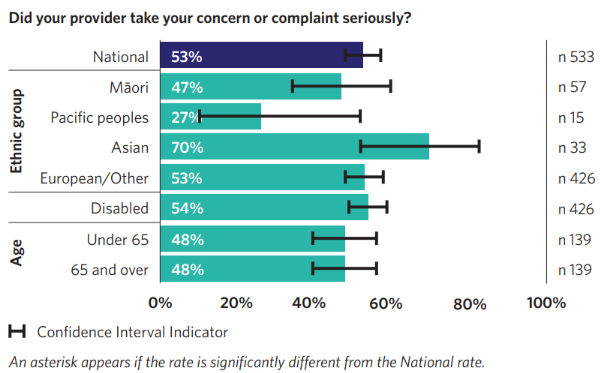 Did your provider take your concern or complaint seriously?
National 53% n 533
Māori 47% n 57
Pacific peoples 27% n 15
Asian 70% n 33
European/Other 53% n 426
Disabled 54% n 426
Under 65 48% n 139
65 and over 48% n 139
Ethnic group
Age
0% 20% 40% 60% 80% 100%
Confidence Interval Indicator
An asterisk appears if the rate is significantly different from the National rate.